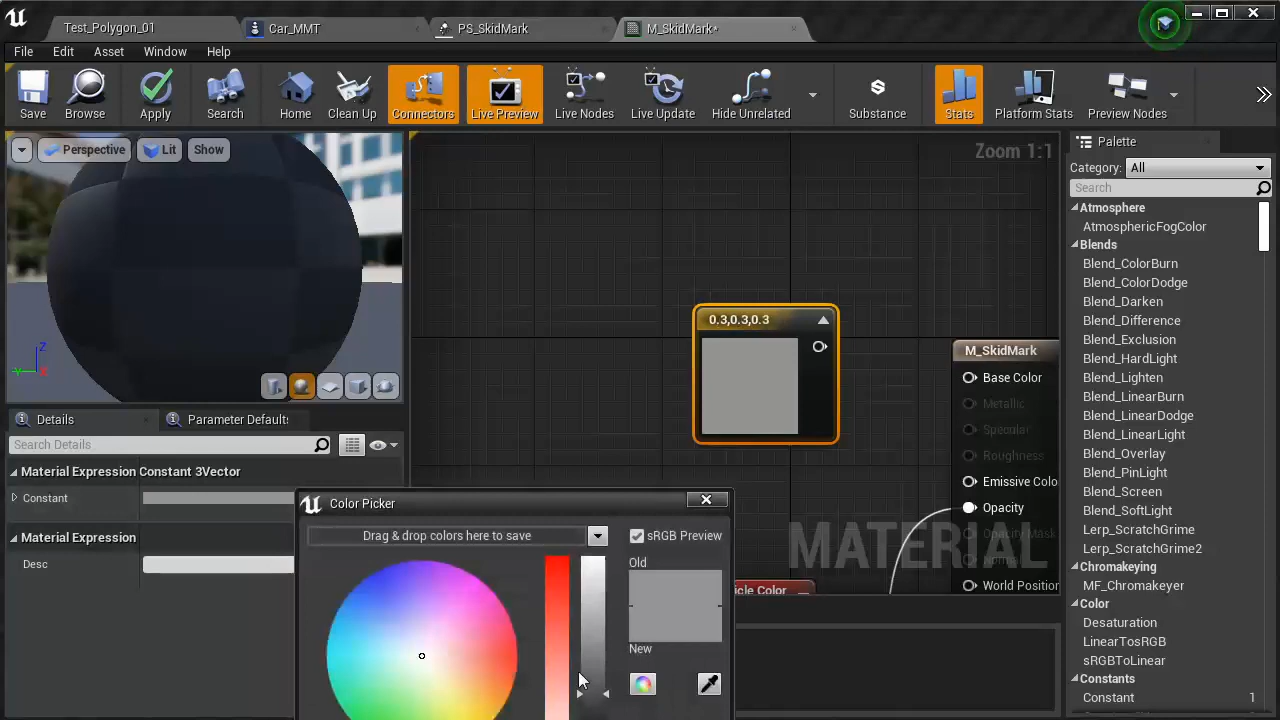 Test_Polygon_01
Car_MMT
PS_SkidMark
M_SkidMark*
File Edit Asset Window Help
Save Browse Apply Search Home Clean Up Connectors Live Preview Live Nodes Live Update Hide Unrelated Substance Stats Platform Stats Preview Nodes
Perspective Lit Show
Zoom 1:1
Palette
Category: All
Search
Atmosphere
AtmosphericFogColor
Blends
Blend_ColorBurn
Blend_ColorDodge
Blend_Darken
Blend_Difference
Blend_Exclusion
Blend_HardLight
Blend_Lighten
Blend_LinearBurn
Blend_LinearDodge
Blend_LinearLight
Blend_Overlay
Blend_PinLight
Blend_Screen
Blend_SoftLight
Lerp_ScratchGrime
Lerp_ScratchGrime2
Chromakeying
MF_Chromakeyer
Color
Desaturation
LinearTosRGB
sRGBToLinear
Constants
Constant 1
0.3,0.3,0.3
M_SkidMark
Base Color
Metallic
Specular
Roughness
Emissive Colo
Opacity
Opacity Mask
Normal
World Position
MATERIAL
icle Color
Z
Y
X
Details
Parameter Defaults
Search Details
Material Expression Constant 3Vector
Constant
Material Expression
Desc
Color Picker
Drag & drop colors here to save
sRGB Preview
Old
New